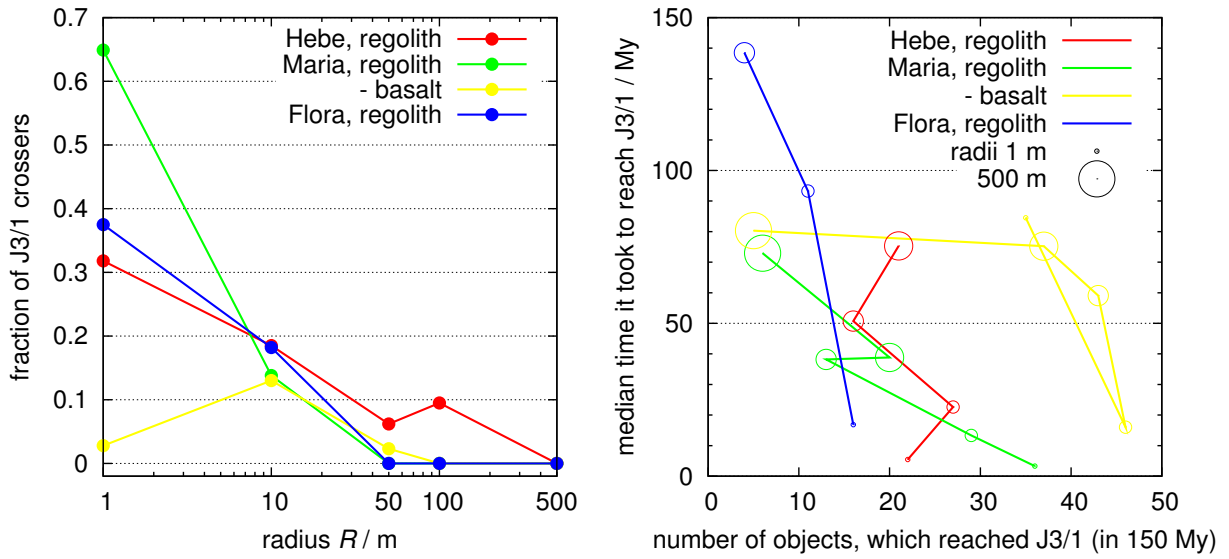 0.7
0.6
0.5
0.4
0.3
0.2
0.1
0
fraction of J3/1 crossers
Hebe, regolith
Maria, regolith
- basalt
Flora, regolith
1 10 50 100 500
radius R / m
150
100
50
0
median time it took to reach J3/1 / My
Hebe, regolith
Maria, regolith
- basalt
Flora, regolith
radii 1 m
500 m
0 10 20 30 40 50
number of objects, which reached J3/1 (in 150 My)